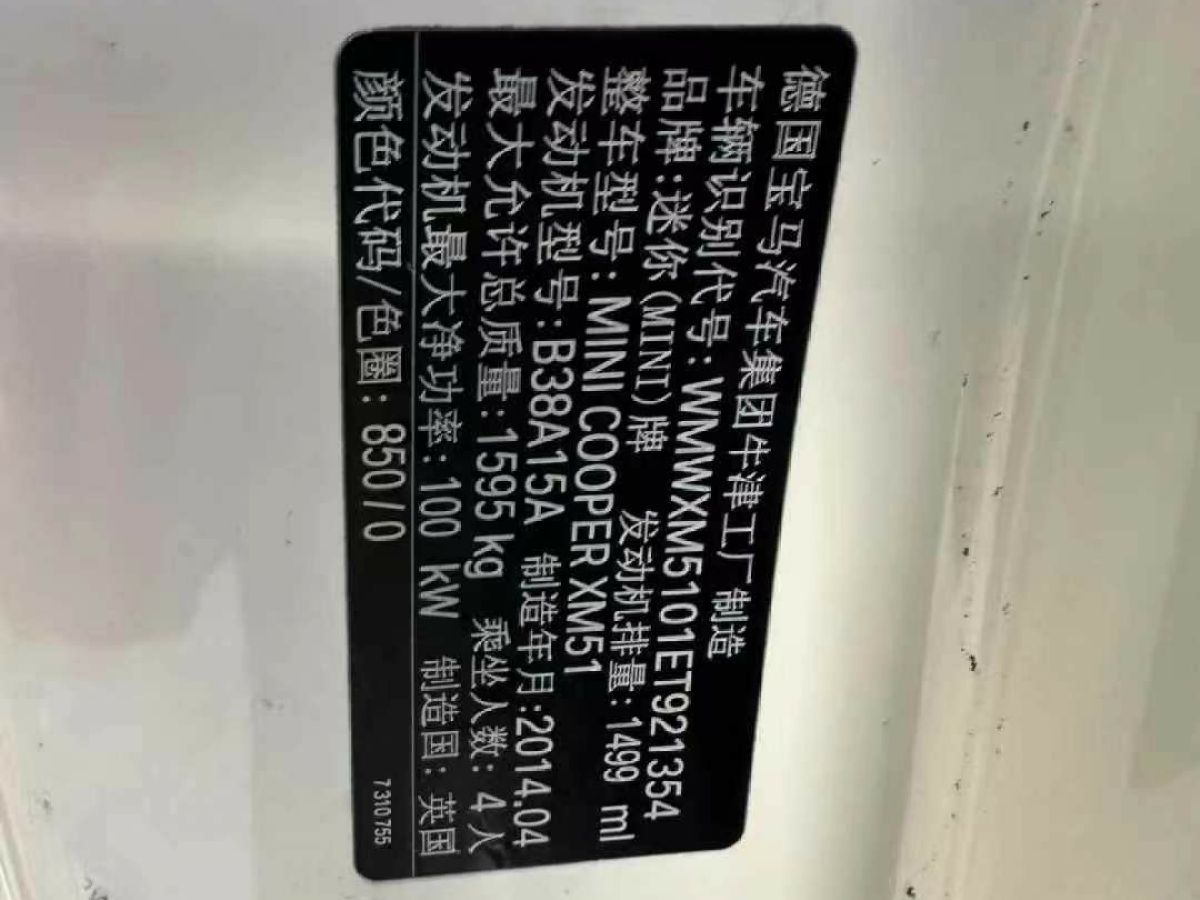 德国宝马汽车集团牛津工厂制造
车辆识别代号：WMWXM5101ET921354
品牌:迷你(MINI)牌 发动机排量:1499 ml
整车型号：MINI COOPER XM51
发动机型号:B38A15A 制造年月:2014.04
最大允许总质量:1595 kg 乘坐人数: 4人
发动机最大净功率: 100 kW 制造国: 英国
颜色代码/色圈: 850/0
7310755